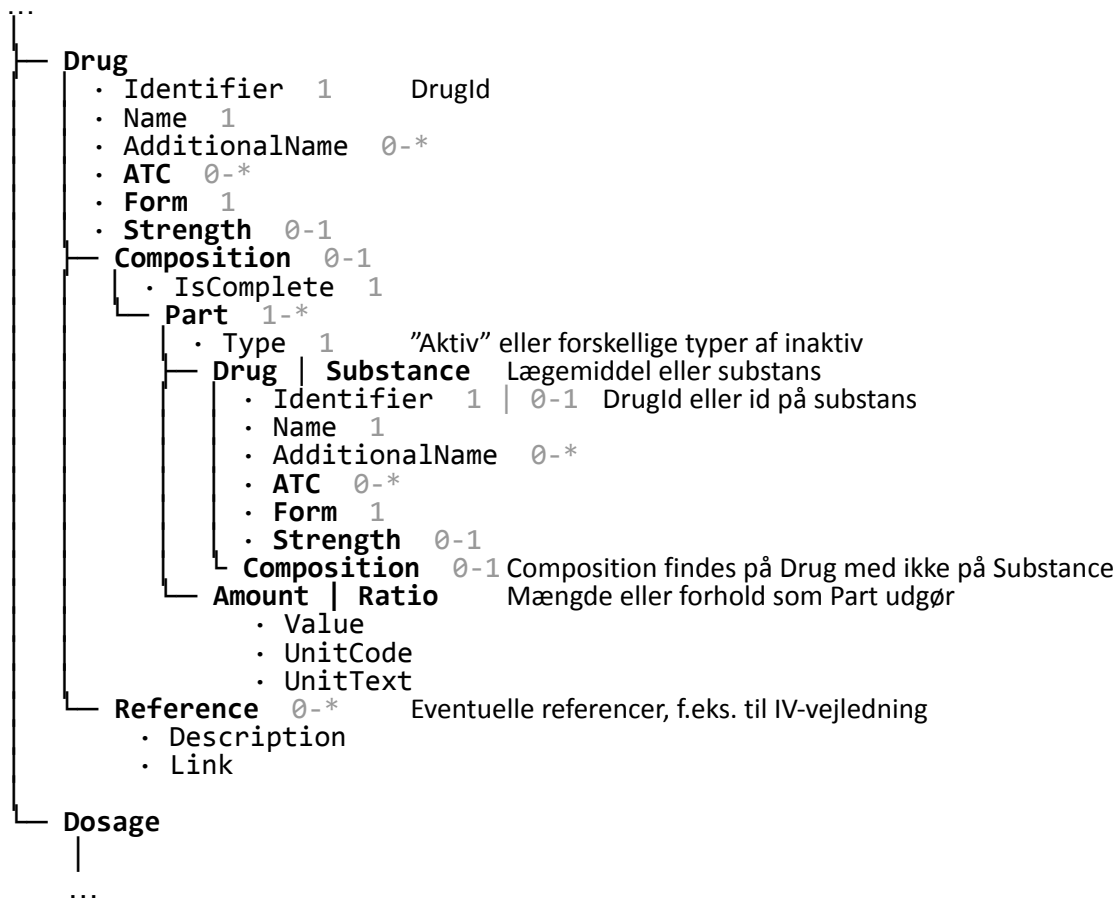 ...
Drug
· Identifier 1 DrugId
· Name 1
· AdditionalName 0-*
· ATC 0-*
· Form 1
· Strength 0-1
Composition 0-1
· IsComplete 1
Part 1-*
· Type 1 ”Aktiv” eller forskellige typer af inaktiv
Drug | Substance Lægemiddel eller substans
· Identifier 1 | 0-1 DrugId eller id på substans
· Name 1
· AdditionalName 0-*
· ATC 0-*
· Form 1
· Strength 0-1
Composition 0-1 Composition findes på Drug med ikke på Substance
Amount | Ratio Mængde eller forhold som Part udgør
· Value
· UnitCode
· UnitText
Reference 0-* Eventuelle referencer, f.eks. til IV-vejledning
· Description
· Link
Dosage
...